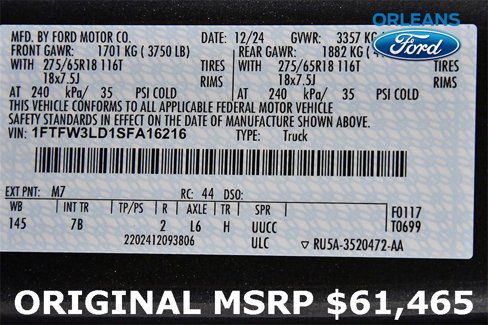 ORLEANS
Ford
MFD. BY FORD MOTOR CO. 12/24 GVWR: 3357 KG
FRONT GAWR: 1701 KG ( 3750 LB) REAR GAWR: 1882 KG
WITH 275/65R18 116T TIRES WITH 275/65R18 116T TIRES
18x7.5J RIMS 18x7.5J RIMS
AT 240 kPa/ 35 PSI COLD AT 240 kPa/ 35 PSI COLD
THIS VEHICLE CONFORMS TO ALL APPLICABLE FEDERAL MOTOR VEHICLE
SAFETY STANDARDS IN EFFECT ON THE DATE OF MANUFACTURE SHOWN ABOVE.
VIN: 1FTFW3LD1SFA16216 TYPE: Truck
EXT PNT: M7 RC: 44 DSO:
WB INT TR TP/PS R AXLE TR SPR F0117
145 7B 2 L6 H UUCC T0699
2202412093806 ULC ▽ RU5A-3520472-AA
ORIGINAL MSRP $61,465